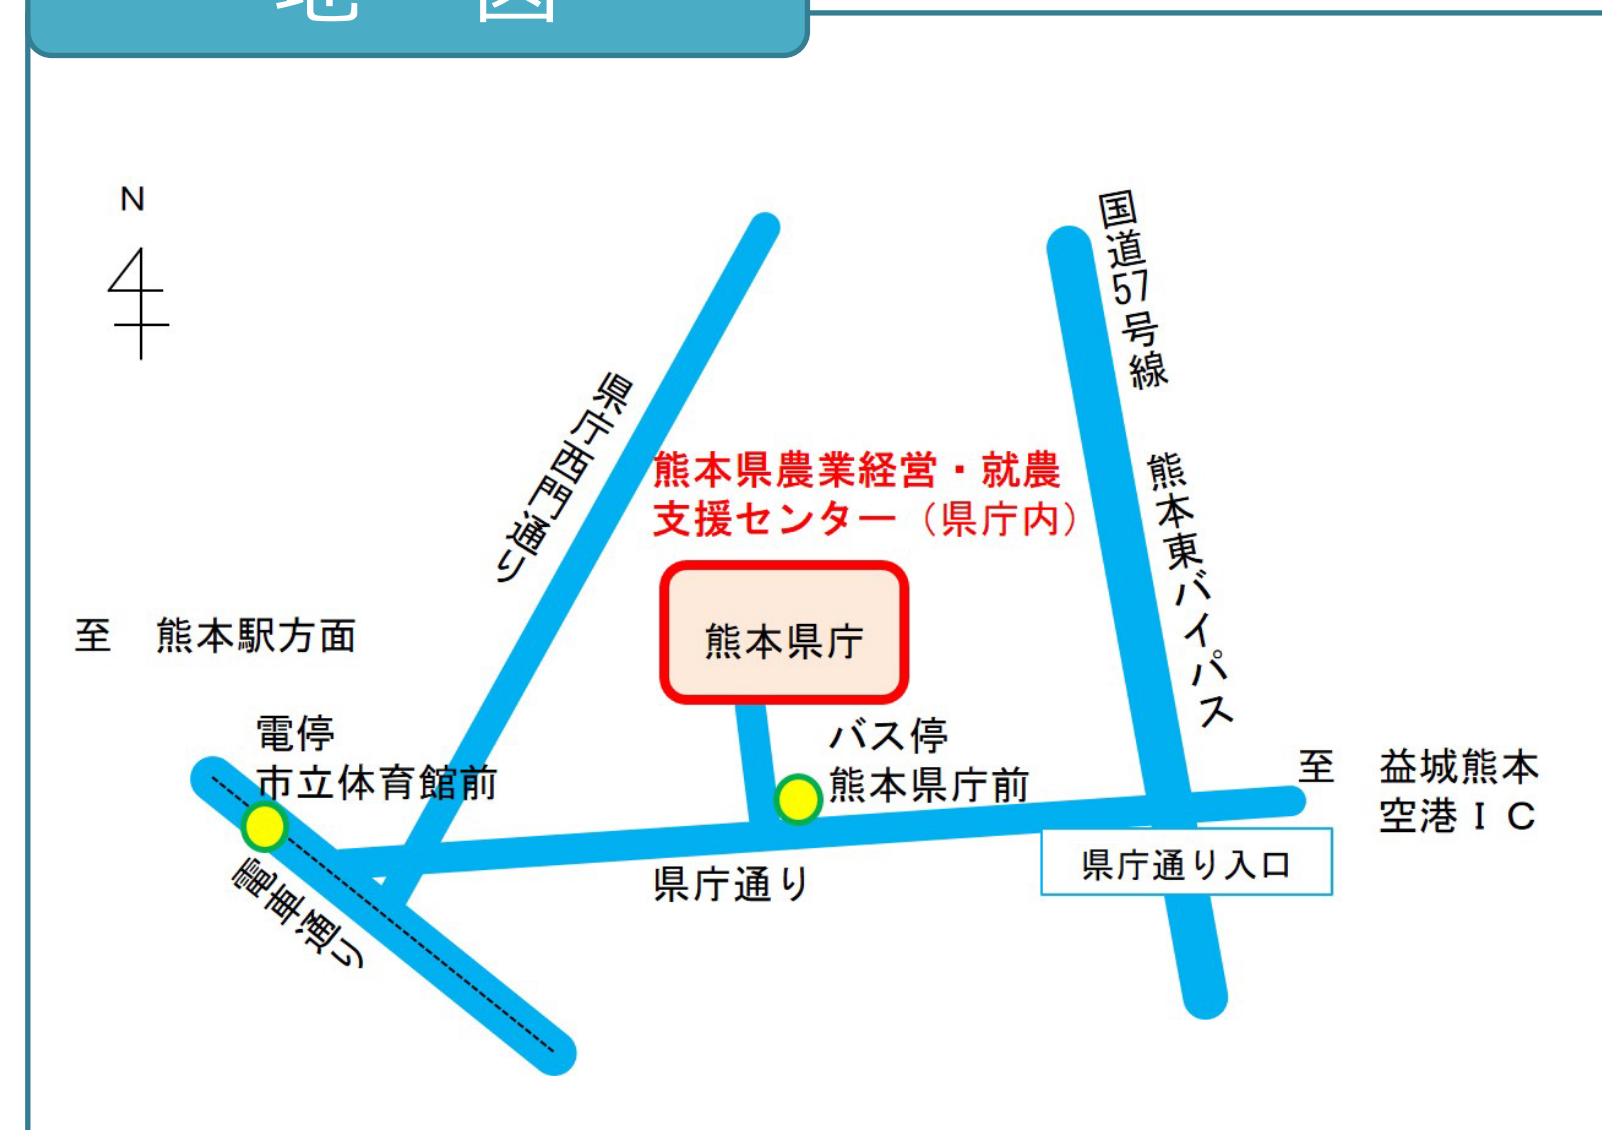 地　図
N
国道57号線　熊本東バイパス
県庁西門通り
熊本県農業経営・就農
支援センター（県庁内）
熊本県庁
至　熊本駅方面
電停
市立体育館前
バス停
熊本県庁前
至　益城熊本
空港ＩＣ
県庁通り入口
県庁通り
電車通り